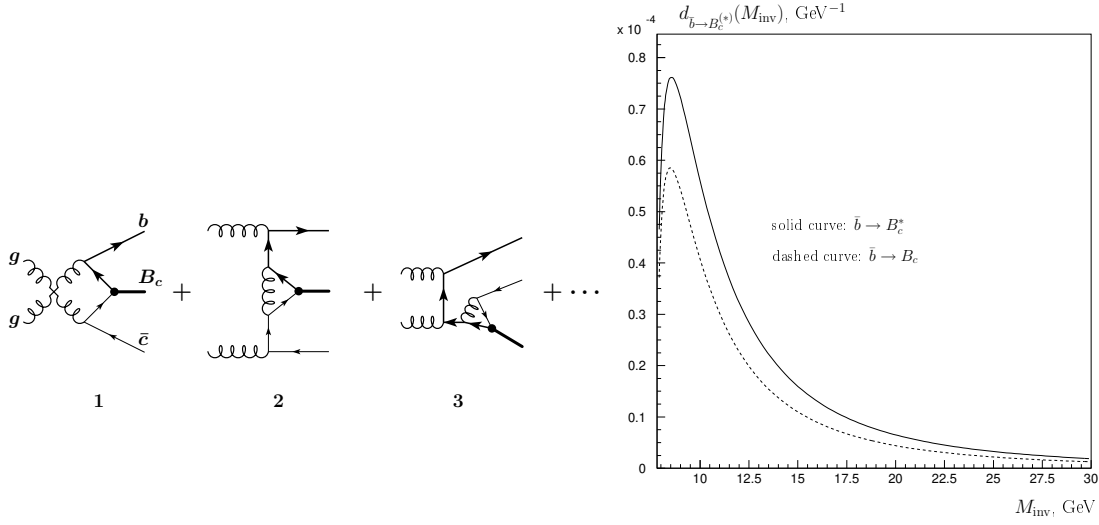 b
g
B_c
+
+
+ ···
g
c̄
1
2
3
x 10 ⁻⁴
d_{b̄→B_c^{(*)}}(M_inv), GeV⁻¹
0.8
0.7
0.6
0.5
0.4
0.3
0.2
0.1
0
solid curve: b̄ → B_c^*
dashed curve: b̄ → B_c
10 12.5 15 17.5 20 22.5 25 27.5 30
M_inv, GeV